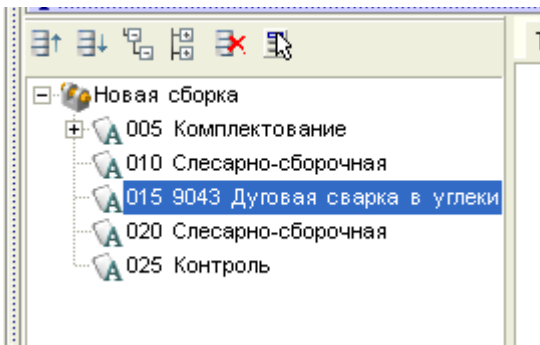 Новая сборка
005 Комплектование
010 Слесарно-сборочная
015 9043 Дуговая сварка в углеки
020 Слесарно-сборочная
025 Контроль